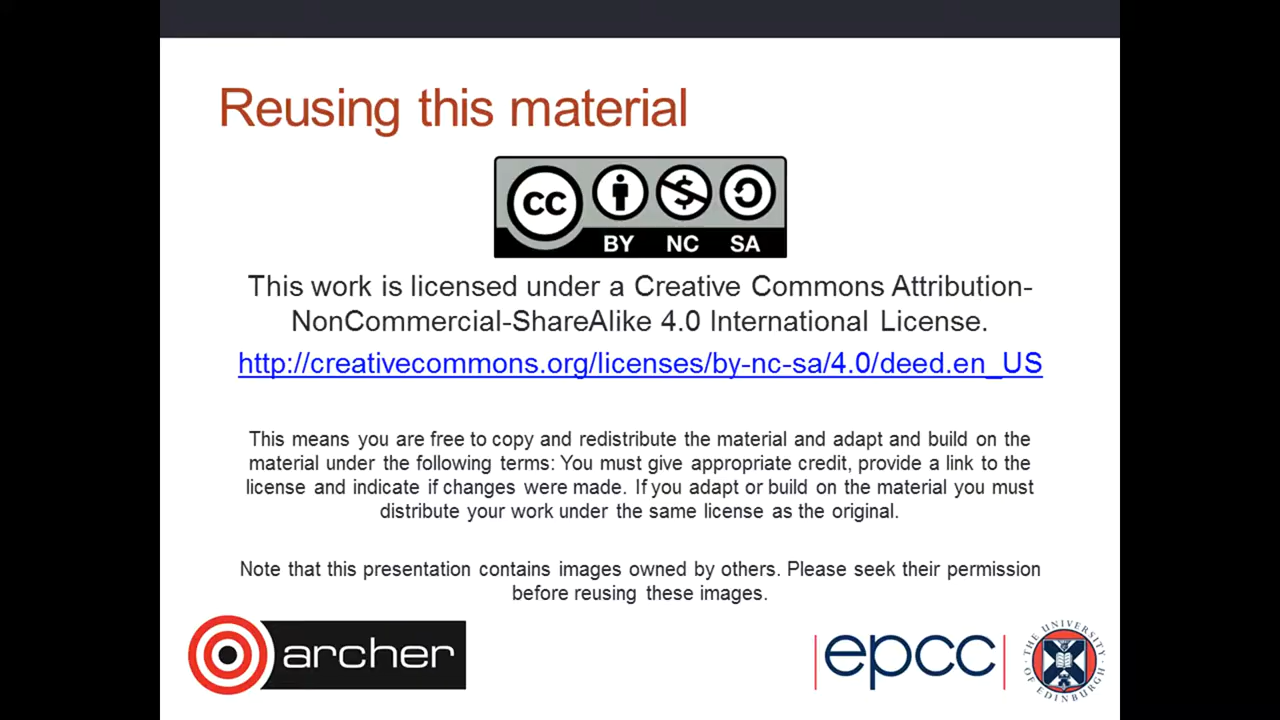 Reusing this material
CC
BY NC SA
This work is licensed under a Creative Commons Attribution-
NonCommercial-ShareAlike 4.0 International License.
http://creativecommons.org/licenses/by-nc-sa/4.0/deed.en_US
This means you are free to copy and redistribute the material and adapt and build on the
material under the following terms: You must give appropriate credit, provide a link to the
license and indicate if changes were made. If you adapt or build on the material you must
distribute your work under the same license as the original.
Note that this presentation contains images owned by others. Please seek their permission
before reusing these images.
archer
epcc
THE UNIVERSITY
OF EDINBURGH